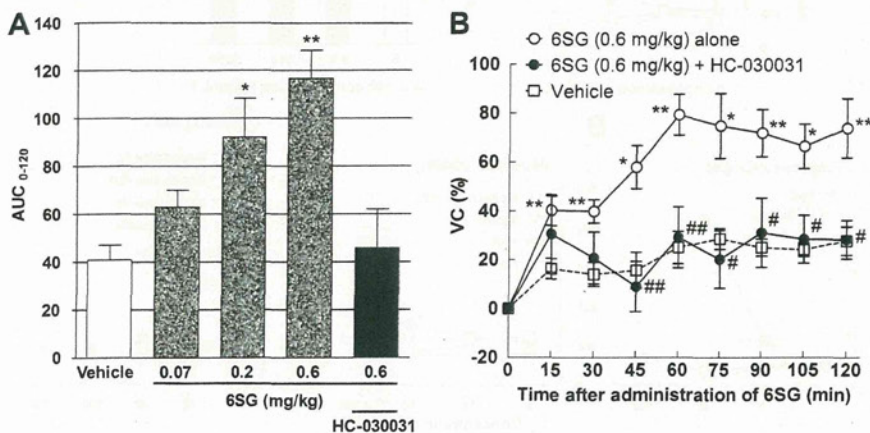 A
140
120
100
80
60
40
20
0
AUC 0-120
*
**
Vehicle 0.07 0.2 0.6 0.6
6SG (mg/kg)
HC-030031
B
6SG (0.6 mg/kg) alone
6SG (0.6 mg/kg) + HC-030031
Vehicle
100
80
60
40
20
0
-20
VC (%)
** ** * ** * ** * **
## ## # # # #
0 15 30 45 60 75 90 105 120
Time after administration of 6SG (min)